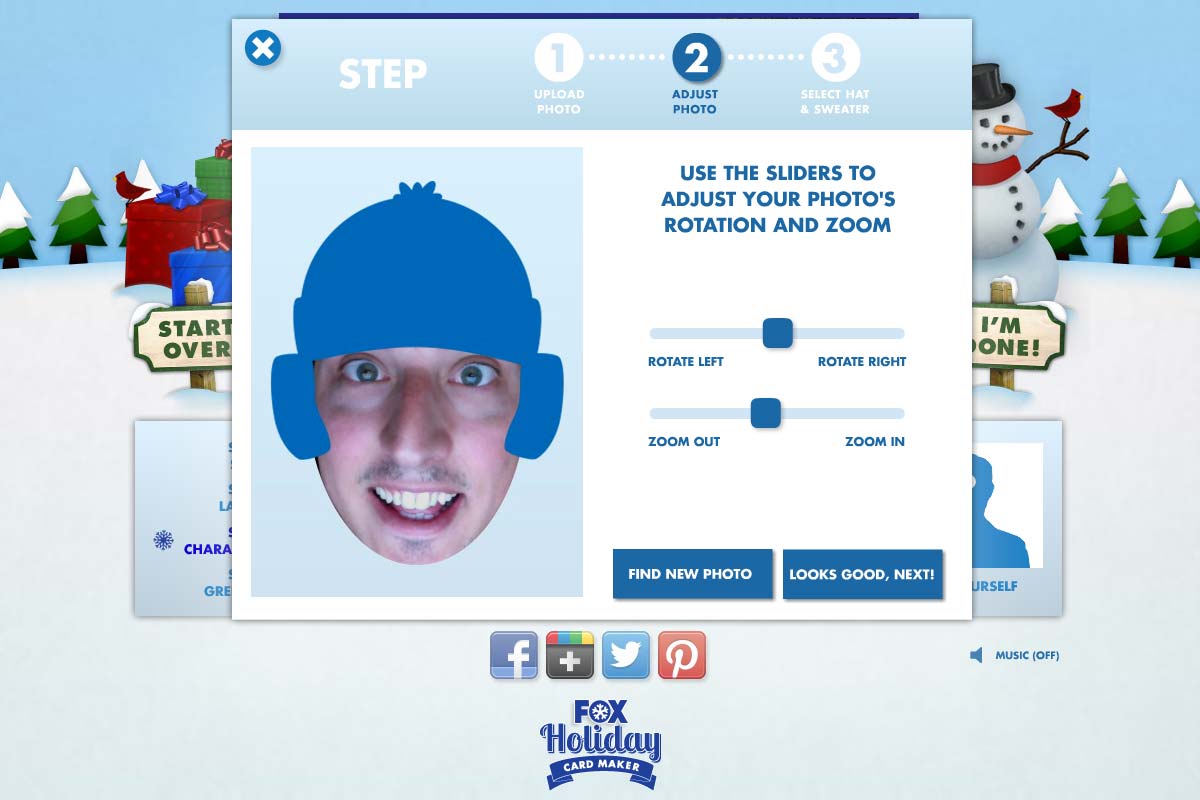 STEP
1
UPLOAD
PHOTO
2
ADJUST
PHOTO
3
SELECT HAT
& SWEATER
USE THE SLIDERS TO
ADJUST YOUR PHOTO'S
ROTATION AND ZOOM
ROTATE LEFT
ROTATE RIGHT
ZOOM OUT
ZOOM IN
FIND NEW PHOTO
LOOKS GOOD, NEXT!
START
OVER
I'M
DONE!
LA
CHARA
GRE
URSELF
MUSIC (OFF)
FOX
Holiday
CARD MAKER